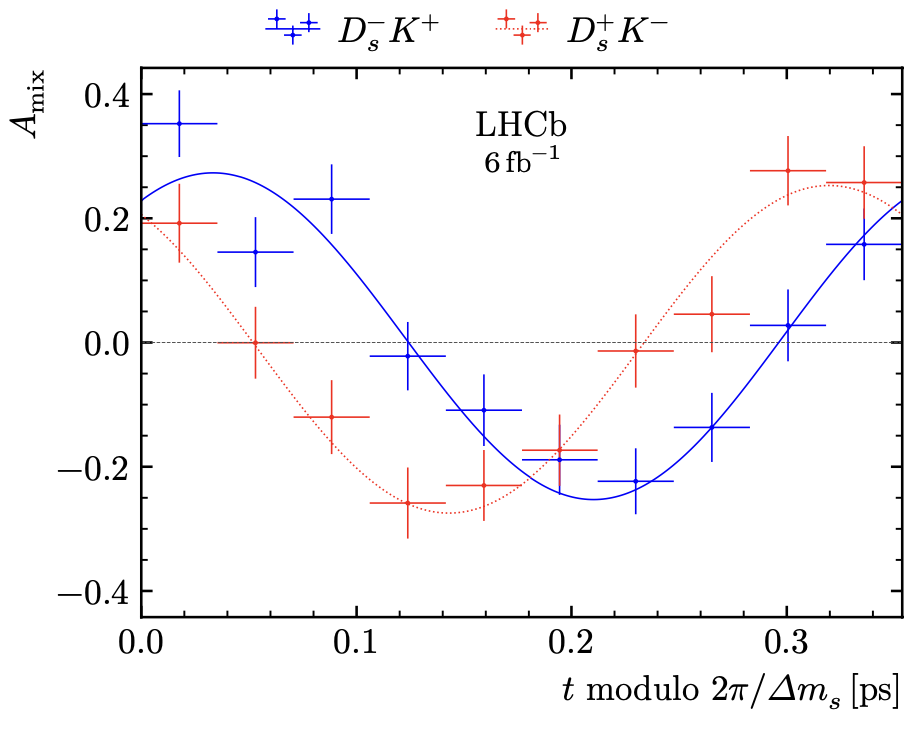 D_s^- K^+ D_s^+ K^-
A_mix
LHCb
6 fb^{-1}
0.4
0.2
0.0
−0.2
−0.4
0.0 0.1 0.2 0.3
t modulo 2π/Δm_s [ps]